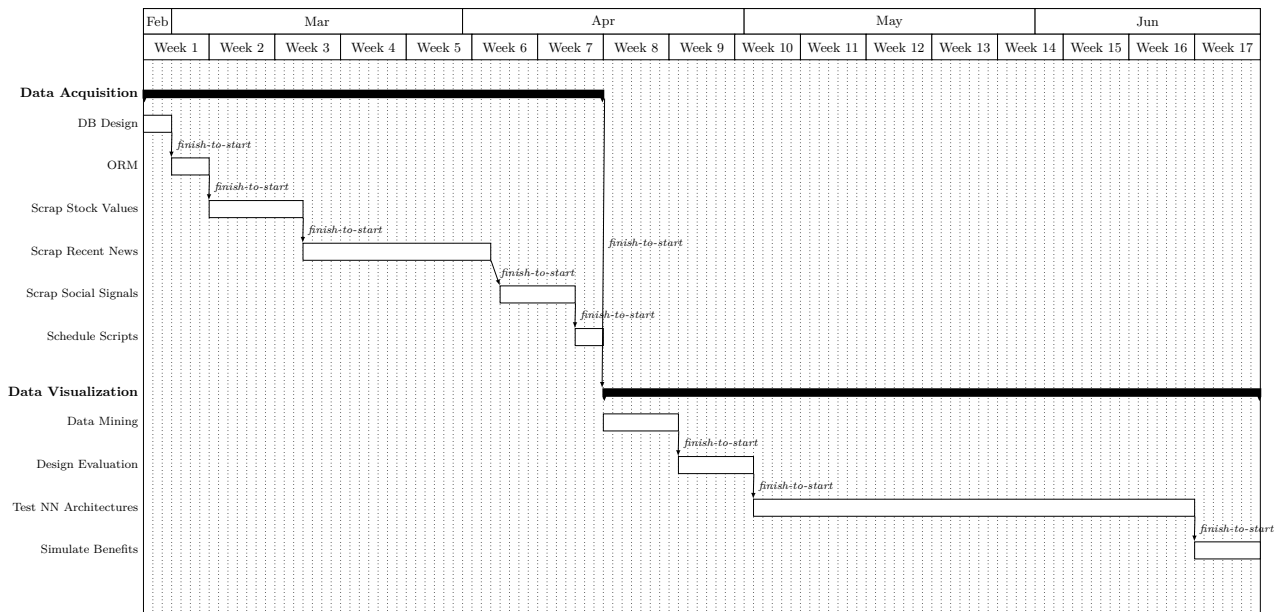 Feb Mar Apr May Jun
Week 1 Week 2 Week 3 Week 4 Week 5 Week 6 Week 7 Week 8 Week 9 Week 10 Week 11 Week 12 Week 13 Week 14 Week 15 Week 16 Week 17
Data Acquisition
DB Design
finish-to-start
ORM
finish-to-start
Scrap Stock Values
finish-to-start
finish-to-start
Scrap Recent News
finish-to-start
Scrap Social Signals
finish-to-start
Schedule Scripts
Data Visualization
Data Mining
finish-to-start
Design Evaluation
finish-to-start
Test NN Architectures
finish-to-start
Simulate Benefits